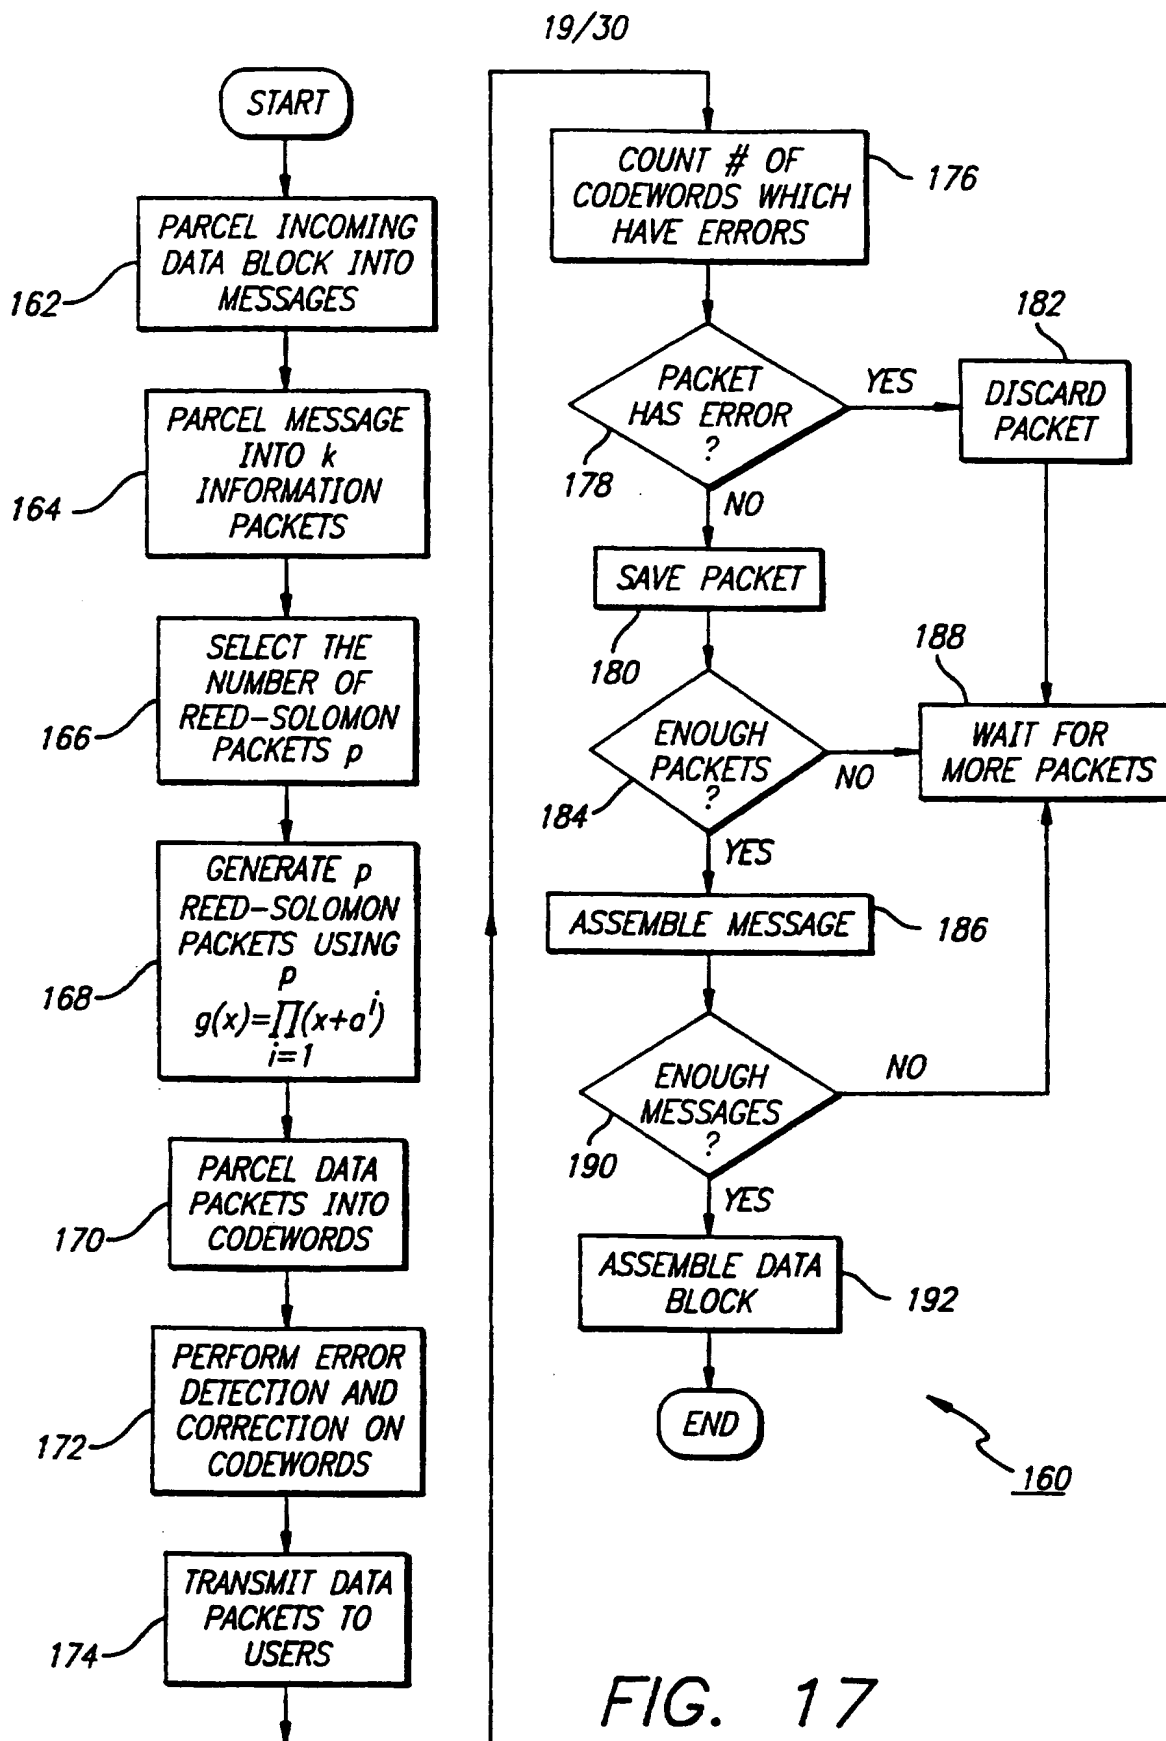 19/30
START
PARCEL INCOMING
DATA BLOCK INTO
MESSAGES
162
PARCEL MESSAGE
INTO k
INFORMATION
PACKETS
164
SELECT THE
NUMBER OF
REED-SOLOMON
PACKETS p
166
GENERATE p
REED-SOLOMON
PACKETS USING
p
g(x)=∏(x+aⁱ)
i=1
168
PARCEL DATA
PACKETS INTO
CODEWORDS
170
PERFORM ERROR
DETECTION AND
CORRECTION ON
CODEWORDS
172
TRANSMIT DATA
PACKETS TO
USERS
174
COUNT # OF
CODEWORDS WHICH
HAVE ERRORS
176
PACKET
HAS ERROR
?
178
YES
182
DISCARD
PACKET
NO
SAVE PACKET
180
ENOUGH
PACKETS
?
184
NO
188
WAIT FOR
MORE PACKETS
YES
ASSEMBLE MESSAGE
186
ENOUGH
MESSAGES
?
190
NO
YES
ASSEMBLE DATA
BLOCK
192
END
160
FIG. 17